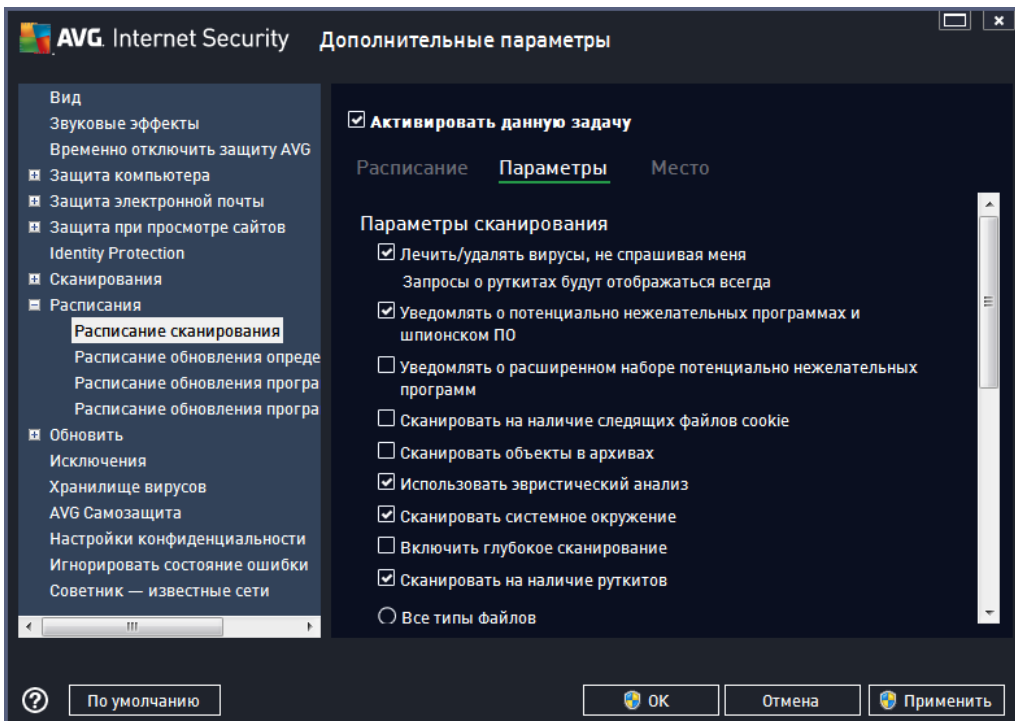 AVG. Internet Security Дополнительные параметры
Вид
Звуковые эффекты
Временно отключить защиту AVG
Защита компьютера
Защита электронной почты
Защита при просмотре сайтов
Identity Protection
Сканирования
Расписания
Расписание сканирования
Расписание обновления опреде
Расписание обновления програ
Расписание обновления програ
Обновить
Исключения
Хранилище вирусов
AVG Самозащита
Настройки конфиденциальности
Игнорировать состояние ошибки
Советник — известные сети
Активировать данную задачу
Расписание Параметры Место
Параметры сканирования
Лечить/удалять вирусы, не спрашивая меня
Запросы о руткитах будут отображаться всегда
Уведомлять о потенциально нежелательных программах и
шпионском ПО
Уведомлять о расширенном наборе потенциально нежелательных
программ
Сканировать на наличие следящих файлов cookie
Сканировать объекты в архивах
Использовать эвристический анализ
Сканировать системное окружение
Включить глубокое сканирование
Сканировать на наличие руткитов
Все типы файлов
? По умолчанию OK Отмена Применить